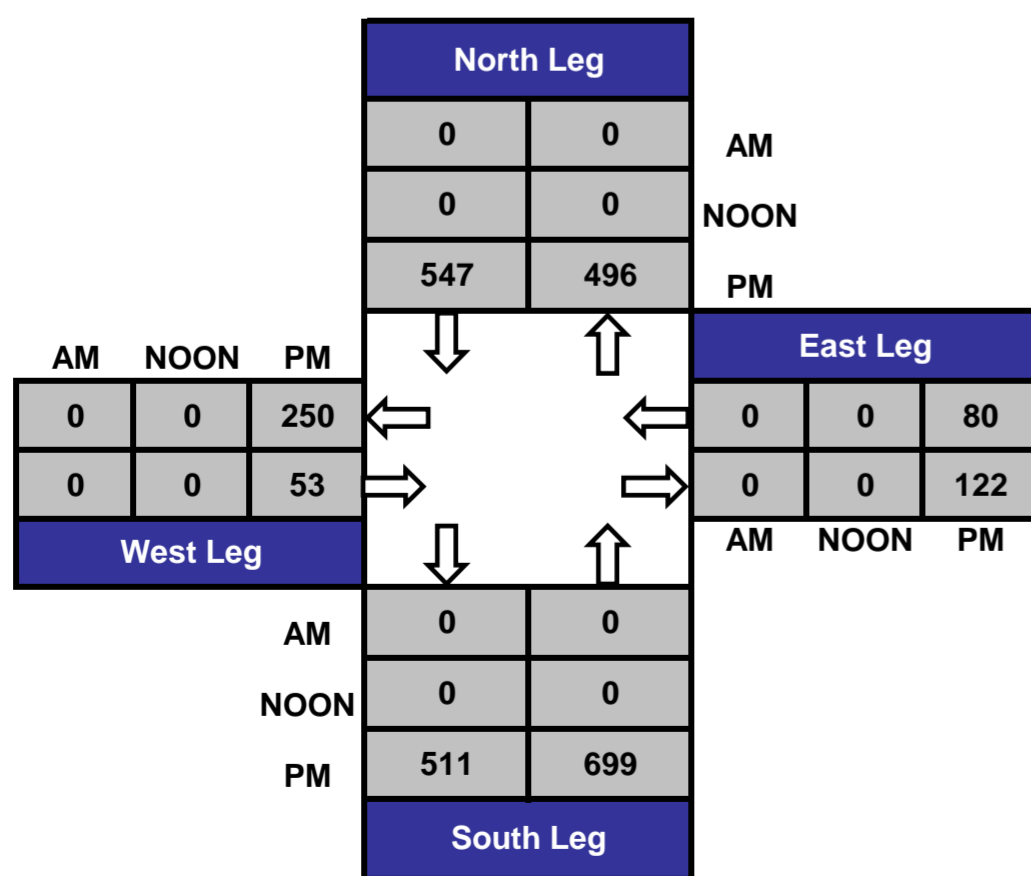 North Leg
0 0
AM
0 0
NOON
547 496
PM
East Leg
AM NOON PM
0 0 250
0 0 80
0 0 53
0 0 122
West Leg
AM NOON PM
AM
0 0
NOON
0 0
PM
511 699
South Leg